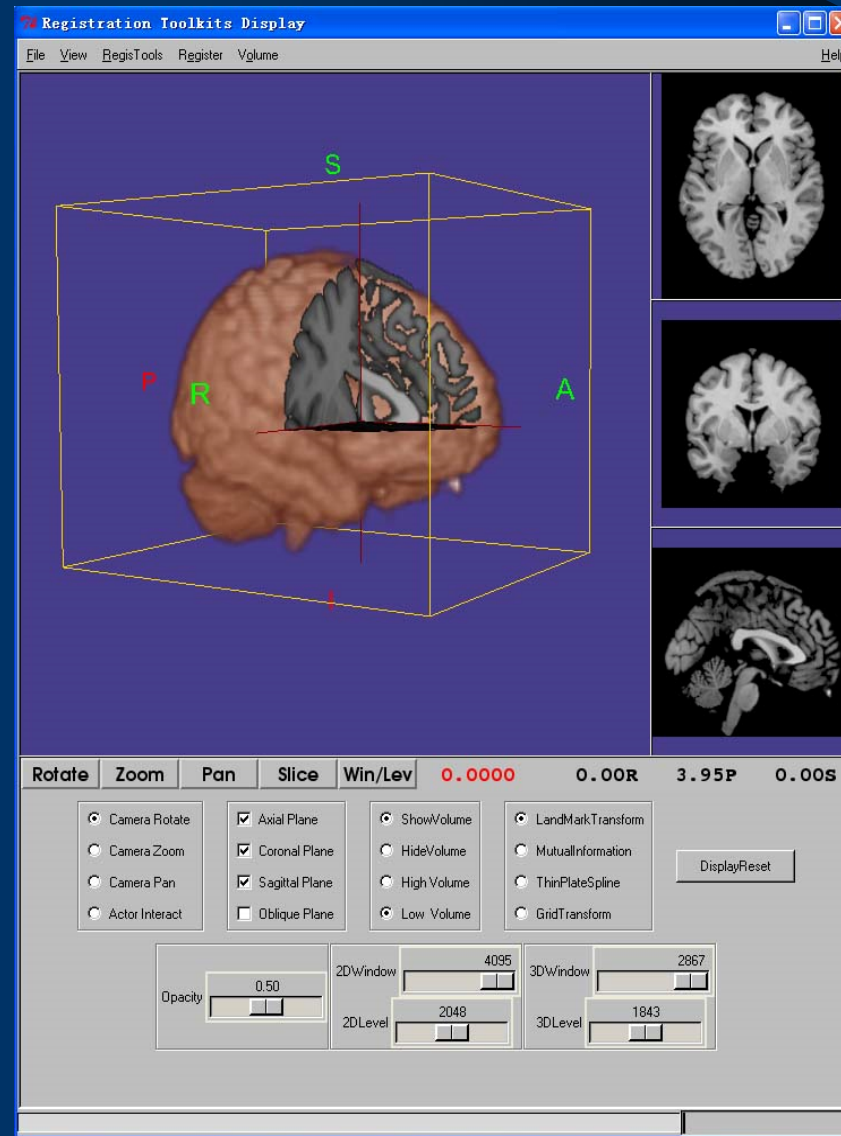 Registration Toolkits Display
File View RegisTools Register Volume Help
S
P R A
I
Rotate Zoom Pan Slice Win/Lev 0.0000 0.00R 3.95P 0.00S
Camera Rotate Axial Plane ShowVolume LandMarkTransform
Camera Zoom Coronal Plane HideVolume MutualInformation
Camera Pan Sagittal Plane High Volume ThinPlateSpline
Actor Interact Oblique Plane Low Volume GridTransform
DisplayReset
Opacity 0.50 2DWindow 4095 3DWindow 2867
2DLevel 2048 3DLevel 1843